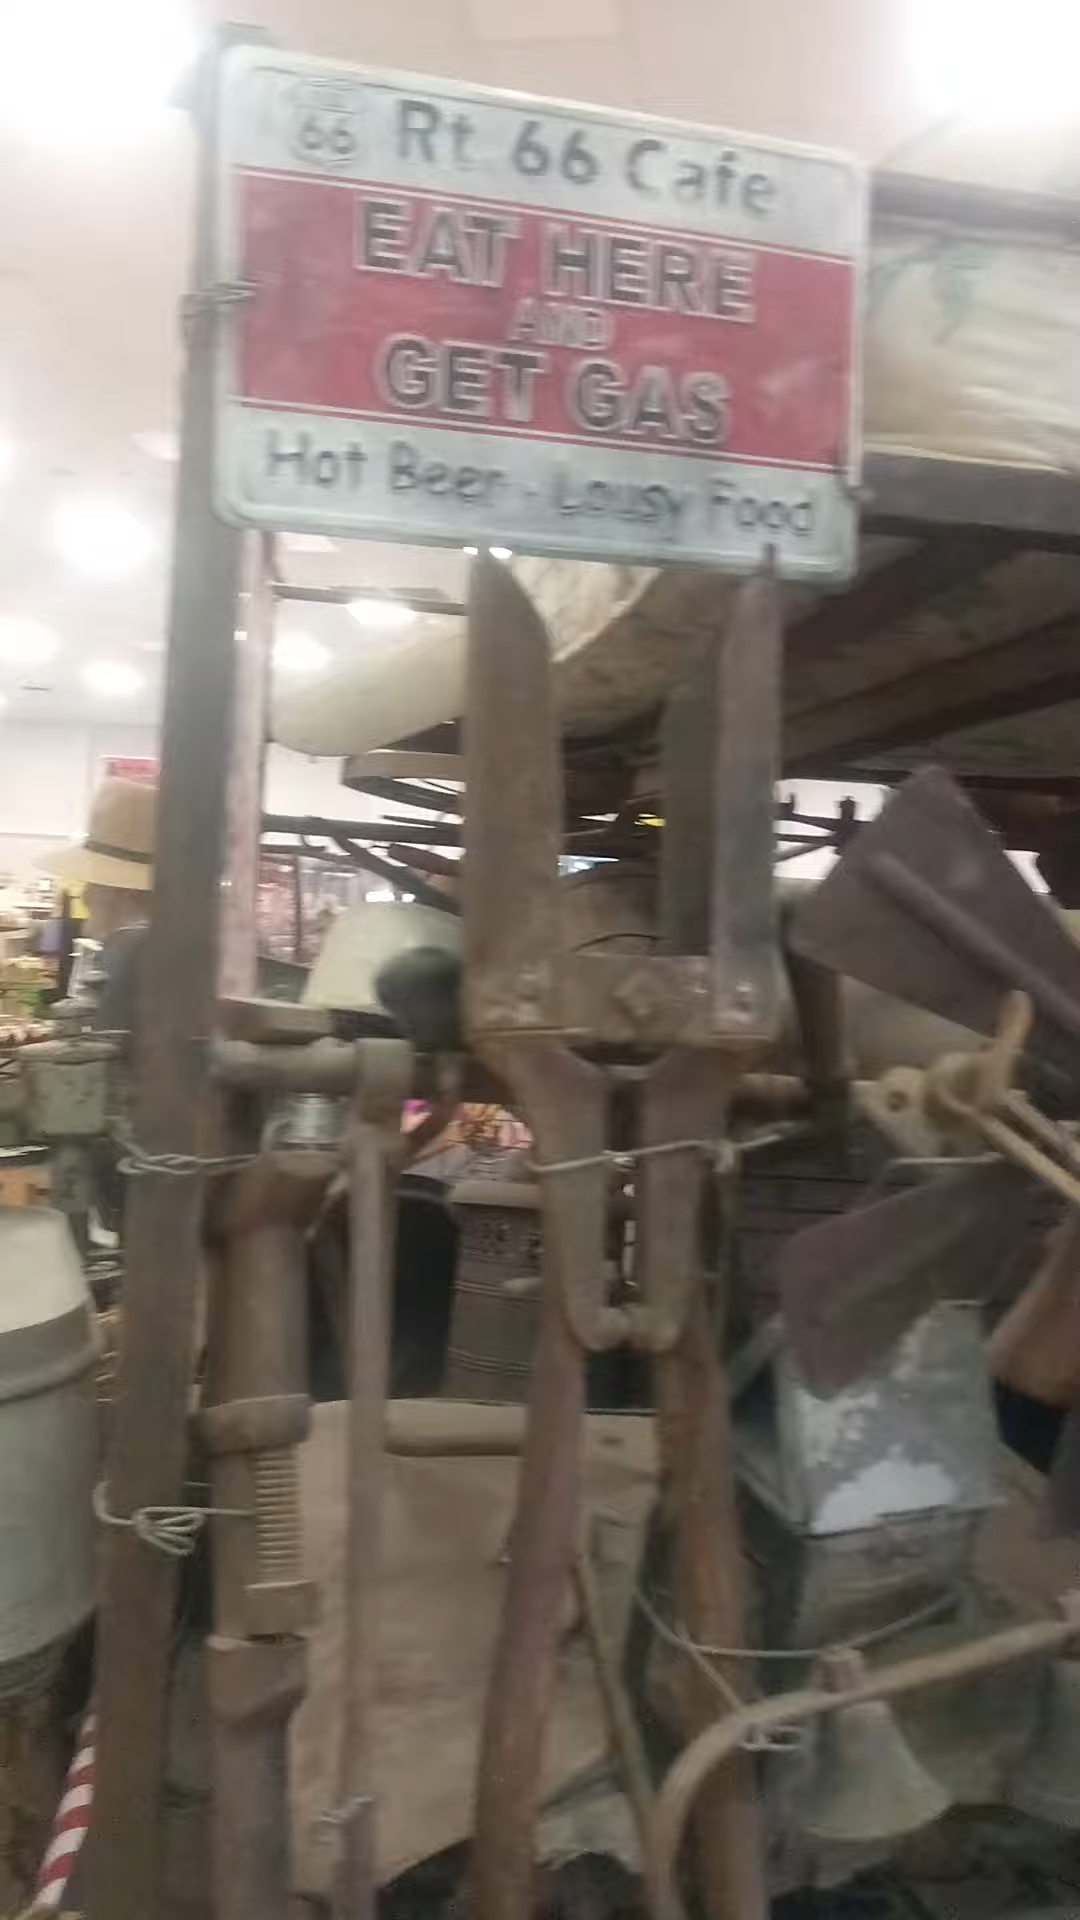 66 Rt. 66 Cafe
EAT HERE
AND
GET GAS
Hot Beer - Lousy Food